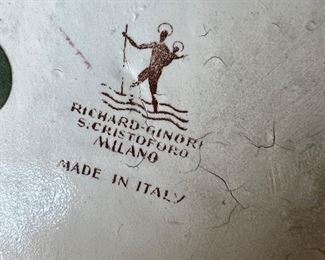 RICHARD-GINORI
S.CRISTOFORO
MILANO
MADE IN ITALY